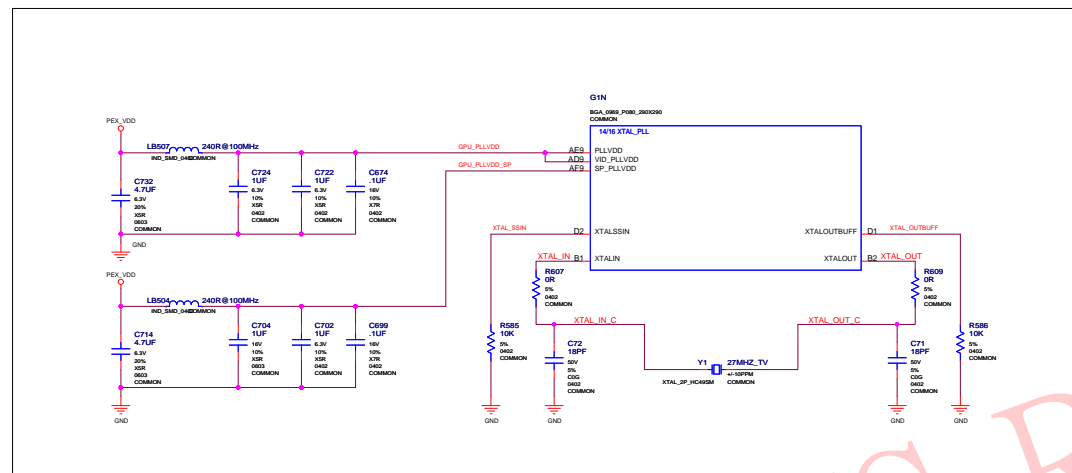 G1N
BGA_0969_P080_290X290
COMMON
14/16 XTAL_PLL
PEX_VDD
LB507
240R@100MHz
IND_SMD_0402
COMMON
GPU_PLLVDD
AE9
PLLVDD
AD9
VID_PLLVDD
GPU_PLLVDD_SP
AF9
SP_PLLVDD
C732
4.7UF
6.3V
20%
X5R
0603
COMMON
C724
1UF
6.3V
10%
X5R
0402
COMMON
C722
1UF
6.3V
10%
X5R
0402
COMMON
C674
.1UF
16V
10%
X7R
0402
COMMON
GND
XTAL_SSIN
D2
XTALSSIN
XTAL_IN
B1
XTALIN
XTALOUTBUFF
D1
XTAL_OUTBUFF
XTALOUT
B2
XTAL_OUT
PEX_VDD
LB504
240R@100MHz
COMMON
C714
4.7UF
6.3V
20%
X5R
0603
COMMON
C704
1UF
16V
10%
X5R
0603
COMMON
C702
1UF
6.3V
10%
X5R
0402
COMMON
C699
.1UF
16V
10%
X7R
0402
COMMON
GND
GND
R607
0R
5%
0402
COMMON
R609
0R
5%
0402
COMMON
XTAL_IN_C
XTAL_OUT_C
R585
10K
5%
0402
COMMON
C72
18PF
50V
5%
C0G
0402
COMMON
Y1
27MHZ_TV
XTAL_2P_HC49SM
+/-10PPM
COMMON
C71
18PF
50V
5%
C0G
0402
COMMON
R586
10K
5%
0402
COMMON
GND
GND
GND
GND